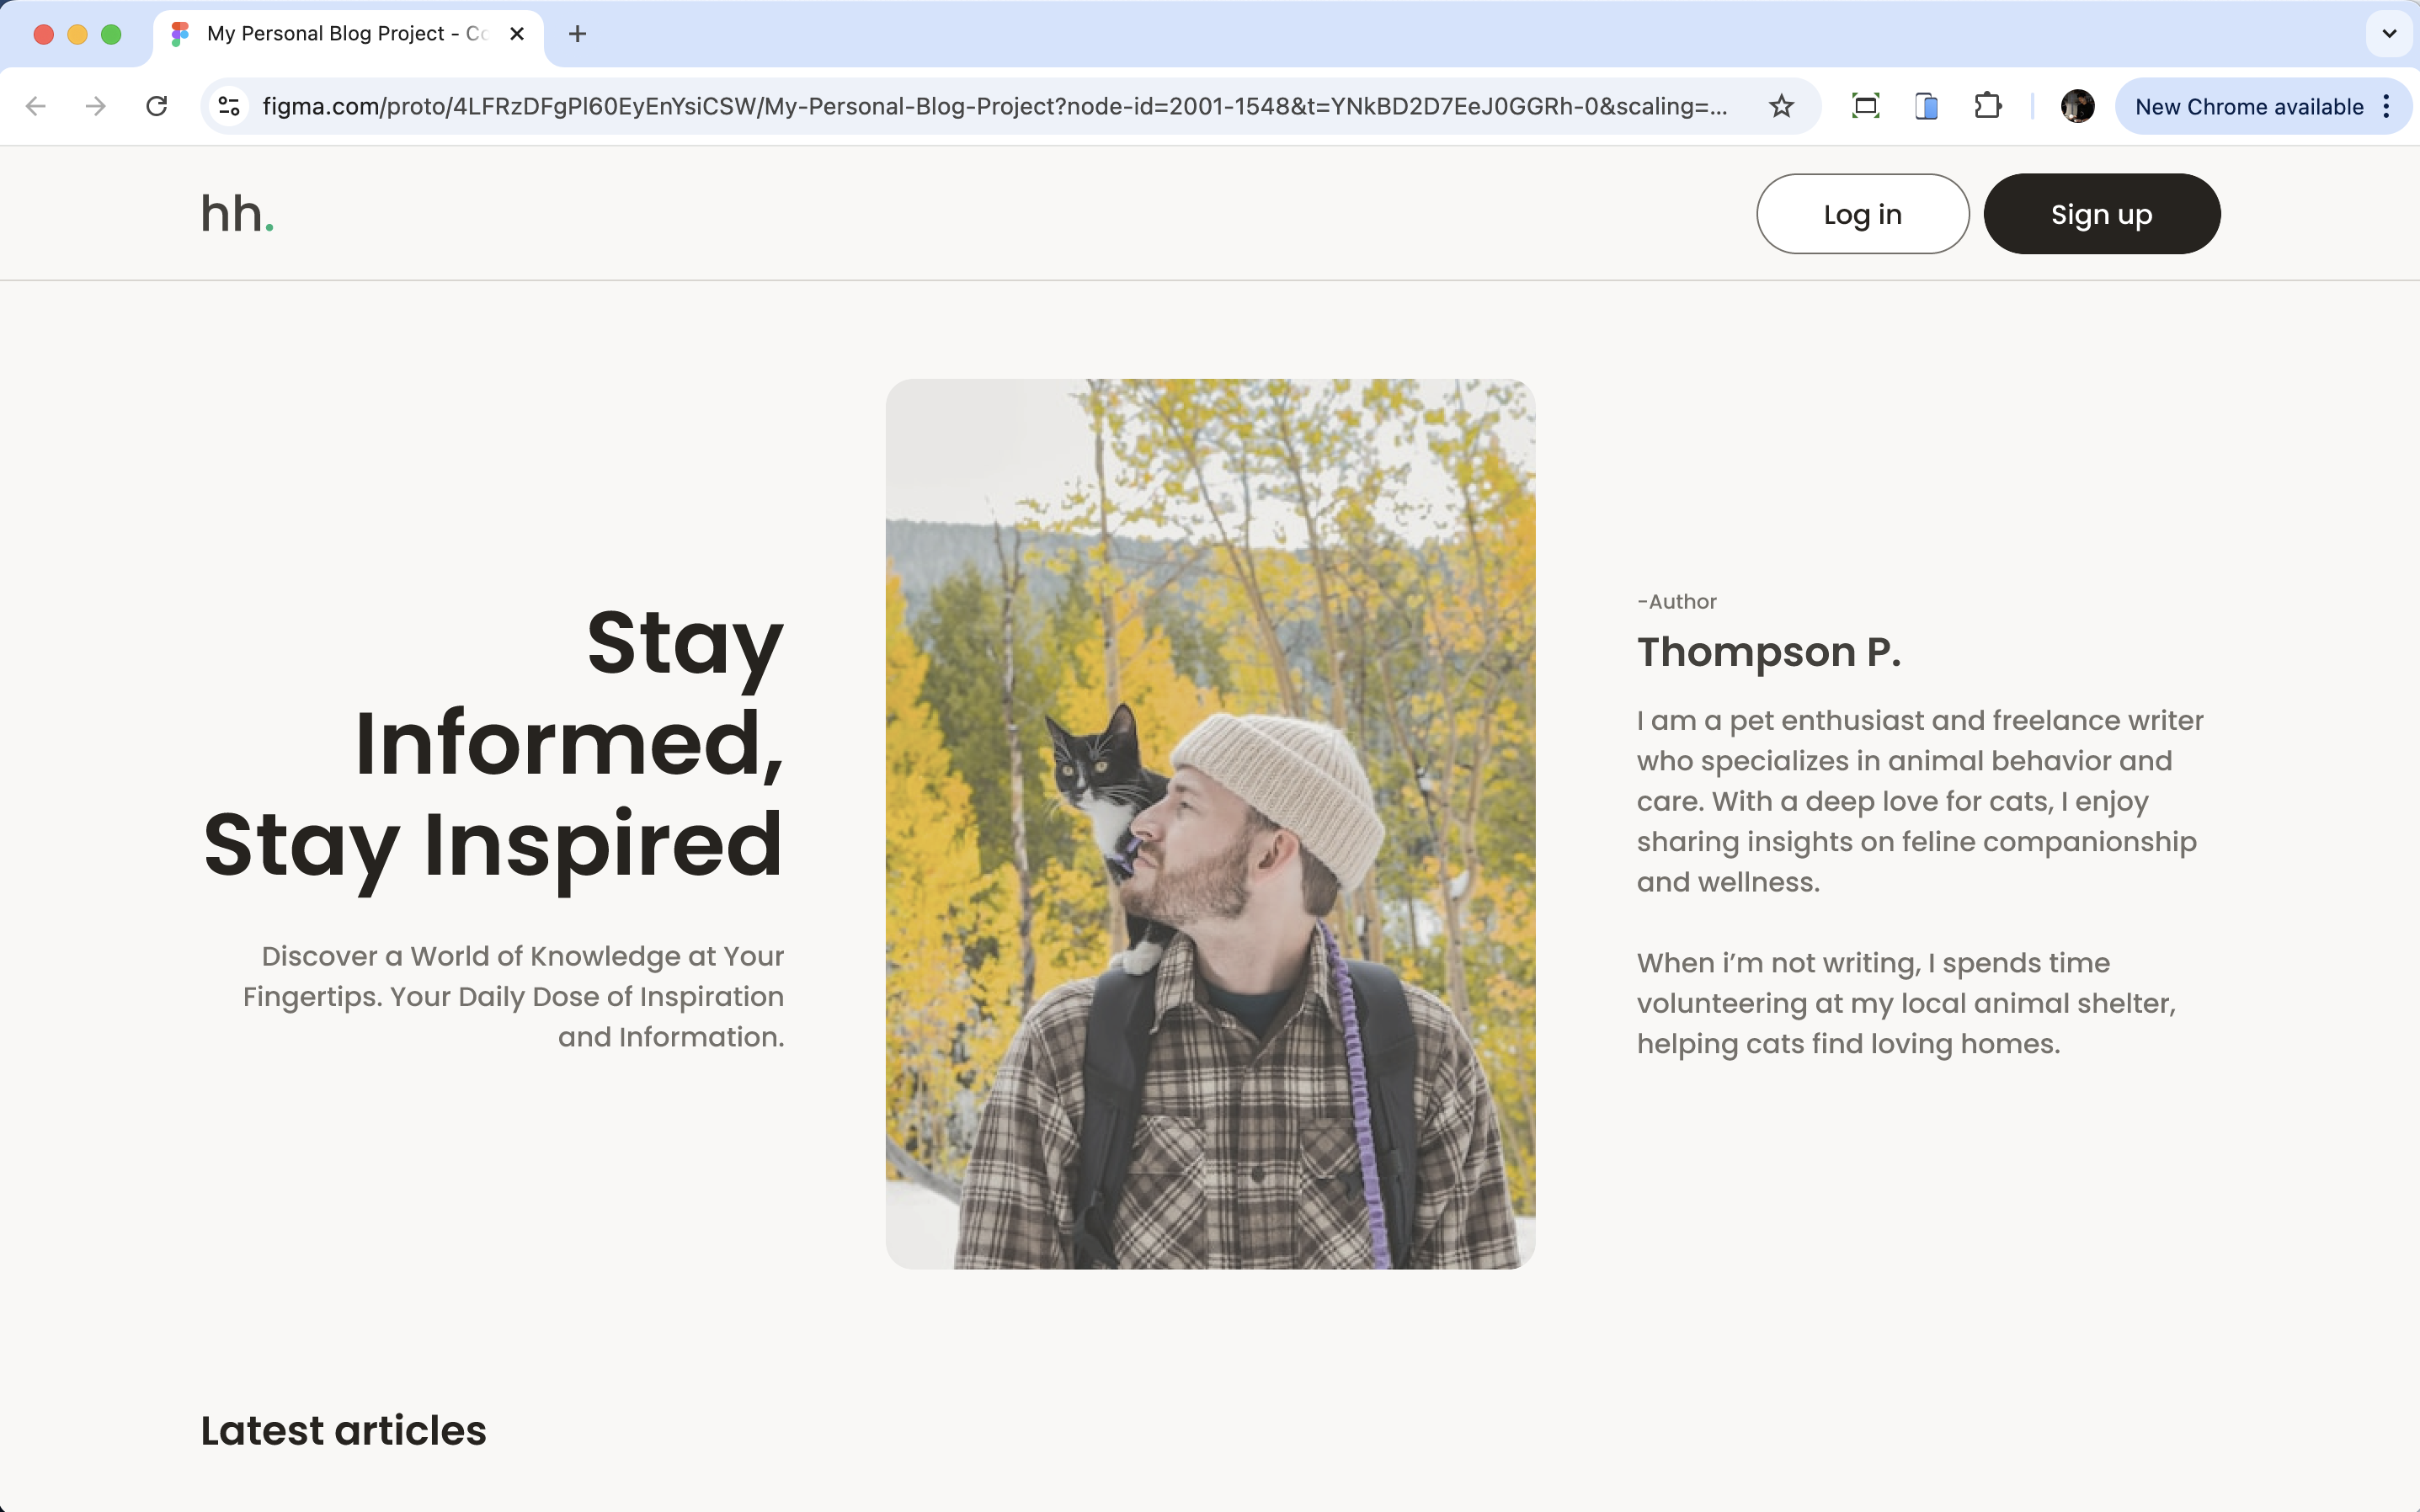 My Personal Blog Project - Co
figma.com/proto/4LFRzDFgPl60EyEnYsiCSW/My-Personal-Blog-Project?node-id=2001-1548&t=YNkBD2D7EeJ0GGRh-0&scaling=...
New Chrome available
hh.
Log in
Sign up
Stay
Informed,
Stay Inspired
Discover a World of Knowledge at Your
Fingertips. Your Daily Dose of Inspiration
and Information.
-Author
Thompson P.
I am a pet enthusiast and freelance writer
who specializes in animal behavior and
care. With a deep love for cats, I enjoy
sharing insights on feline companionship
and wellness.
When i’m not writing, I spends time
volunteering at my local animal shelter,
helping cats find loving homes.
Latest articles